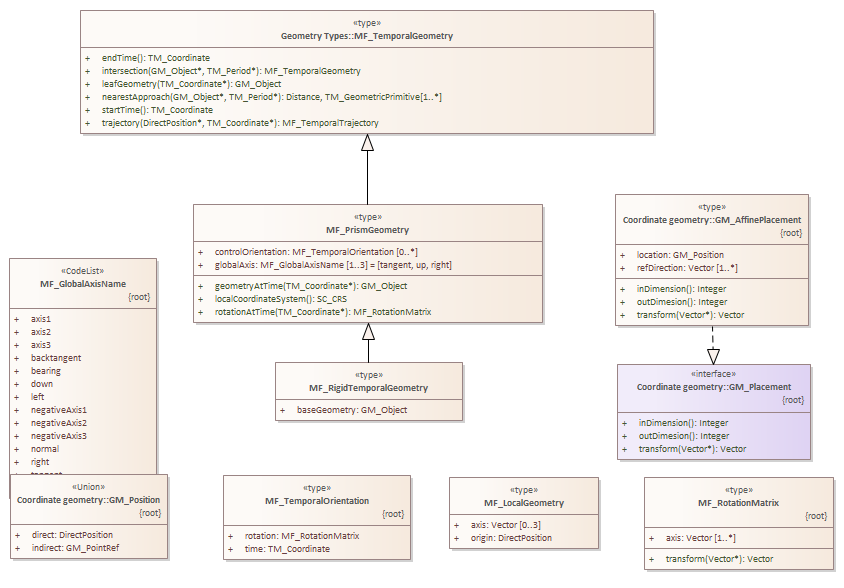 «type»
Geometry Types::MF_TemporalGeometry
+ endTime(): TM_Coordinate
+ intersection(GM_Object*, TM_Period*): MF_TemporalGeometry
+ leafGeometry(TM_Coordinate*): GM_Object
+ nearestApproach(GM_Object*, TM_Period*): Distance, TM_GeometricPrimitive[1..*]
+ startTime(): TM_Coordinate
+ trajectory(DirectPosition*, TM_Coordinate*): MF_TemporalTrajectory
«type»
MF_PrismGeometry
+ controlOrientation: MF_TemporalOrientation [0..*]
+ globalAxis: MF_GlobalAxisName [1..3] = [tangent, up, right]
+ geometryAtTime(TM_Coordinate*): GM_Object
+ localCoordinateSystem(): SC_CRS
+ rotationAtTime(TM_Coordinate*): MF_RotationMatrix
«type»
Coordinate geometry::GM_AffinePlacement
{root}
+ location: GM_Position
+ refDirection: Vector [1..*]
+ inDimension(): Integer
+ outDimesion(): Integer
+ transform(Vector*): Vector
«CodeList»
MF_GlobalAxisName
{root}
+ axis1
+ axis2
+ axis3
+ backtangent
+ bearing
+ down
+ left
+ negativeAxis1
+ negativeAxis2
+ negativeAxis3
+ normal
+ right
«type»
MF_RigidTemporalGeometry
+ baseGeometry: GM_Object
«interface»
Coordinate geometry::GM_Placement
{root}
+ inDimension(): Integer
+ outDimesion(): Integer
+ transform(Vector*): Vector
«Union»
Coordinate geometry::GM_Position
{root}
+ direct: DirectPosition
+ indirect: GM_PointRef
«type»
MF_TemporalOrientation
{root}
+ rotation: MF_RotationMatrix
+ time: TM_Coordinate
«type»
MF_LocalGeometry
+ axis: Vector [0..3]
+ origin: DirectPosition
«type»
MF_RotationMatrix
{root}
+ axis: Vector [1..*]
+ transform(Vector*): Vector